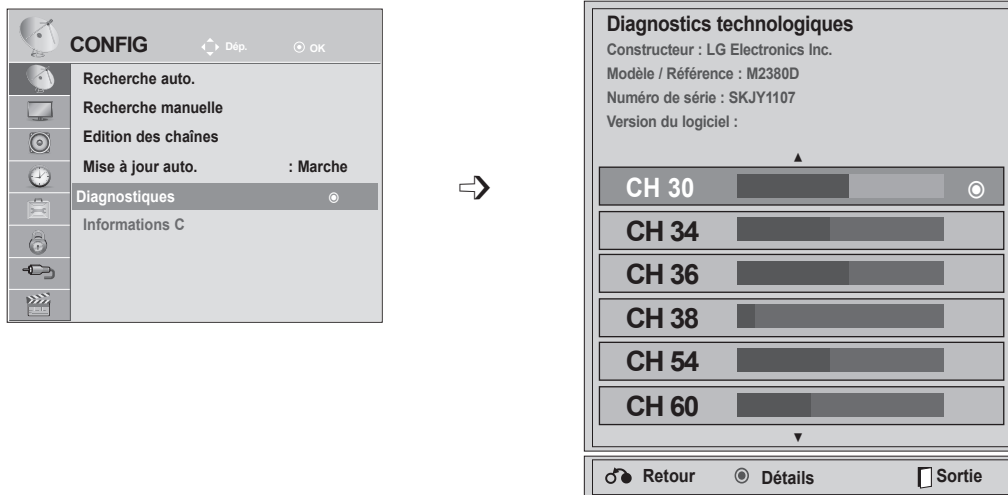 CONFIG Dép. OK
Recherche auto.
Recherche manuelle
Edition des chaînes
Mise à jour auto. : Marche
Diagnostiques
Informations C
Diagnostics technologiques
Constructeur : LG Electronics Inc.
Modèle / Référence : M2380D
Numéro de série : SKJY1107
Version du logiciel :
CH 30
CH 34
CH 36
CH 38
CH 54
CH 60
Retour Détails Sortie